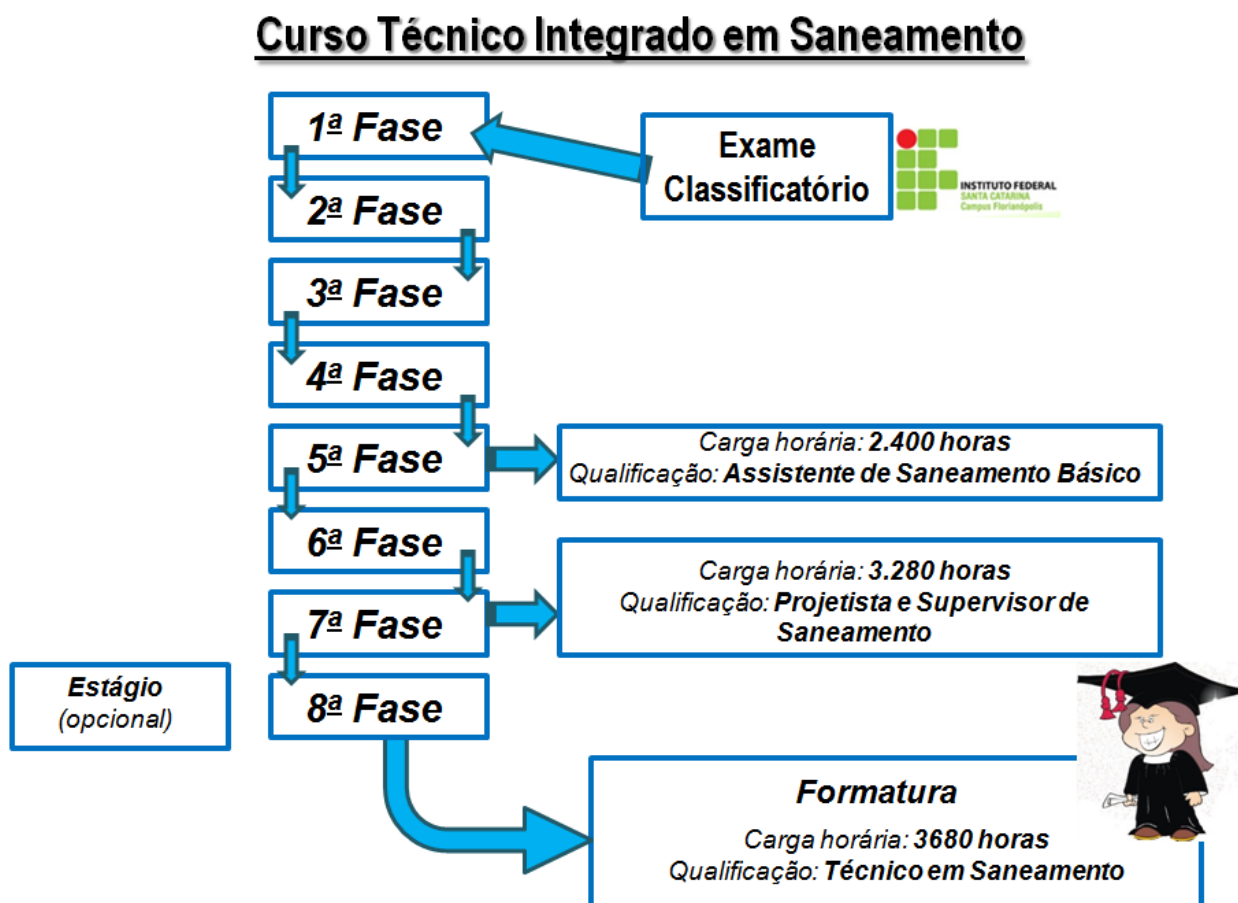 Curso Técnico Integrado em Saneamento
1ª Fase
Exame
Classificatório
INSTITUTO FEDERAL
SANTA CATARINA
Campus Florianópolis
2ª Fase
3ª Fase
4ª Fase
5ª Fase
Carga horária: 2.400 horas
Qualificação: Assistente de Saneamento Básico
6ª Fase
7ª Fase
Carga horária: 3.280 horas
Qualificação: Projetista e Supervisor de
Saneamento
Estágio
(opcional)
8ª Fase
Formatura
Carga horária: 3680 horas
Qualificação: Técnico em Saneamento